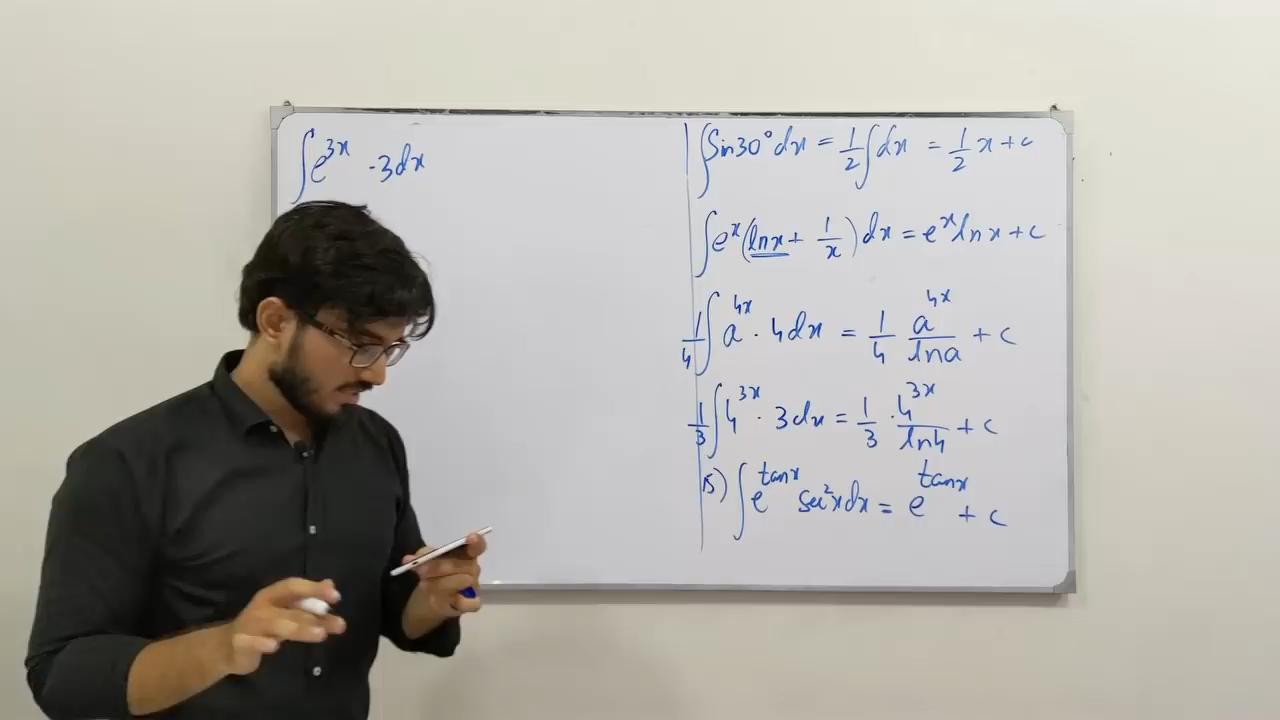 ∫e^{3x} · 3dx
∫Sin30° dx = 1/2 ∫dx = 1/2 x + c
∫e^x (lnx + 1/x) dx = e^x ln x + c
1/4 ∫a^{4x} · 4dx = 1/4 a^{4x}/lna + c
1/3 ∫4^{3x} · 3dx = 1/3 · 4^{3x}/ln4 + c
15) ∫e^{tanx} sec²x dx = e^{tanx} + c